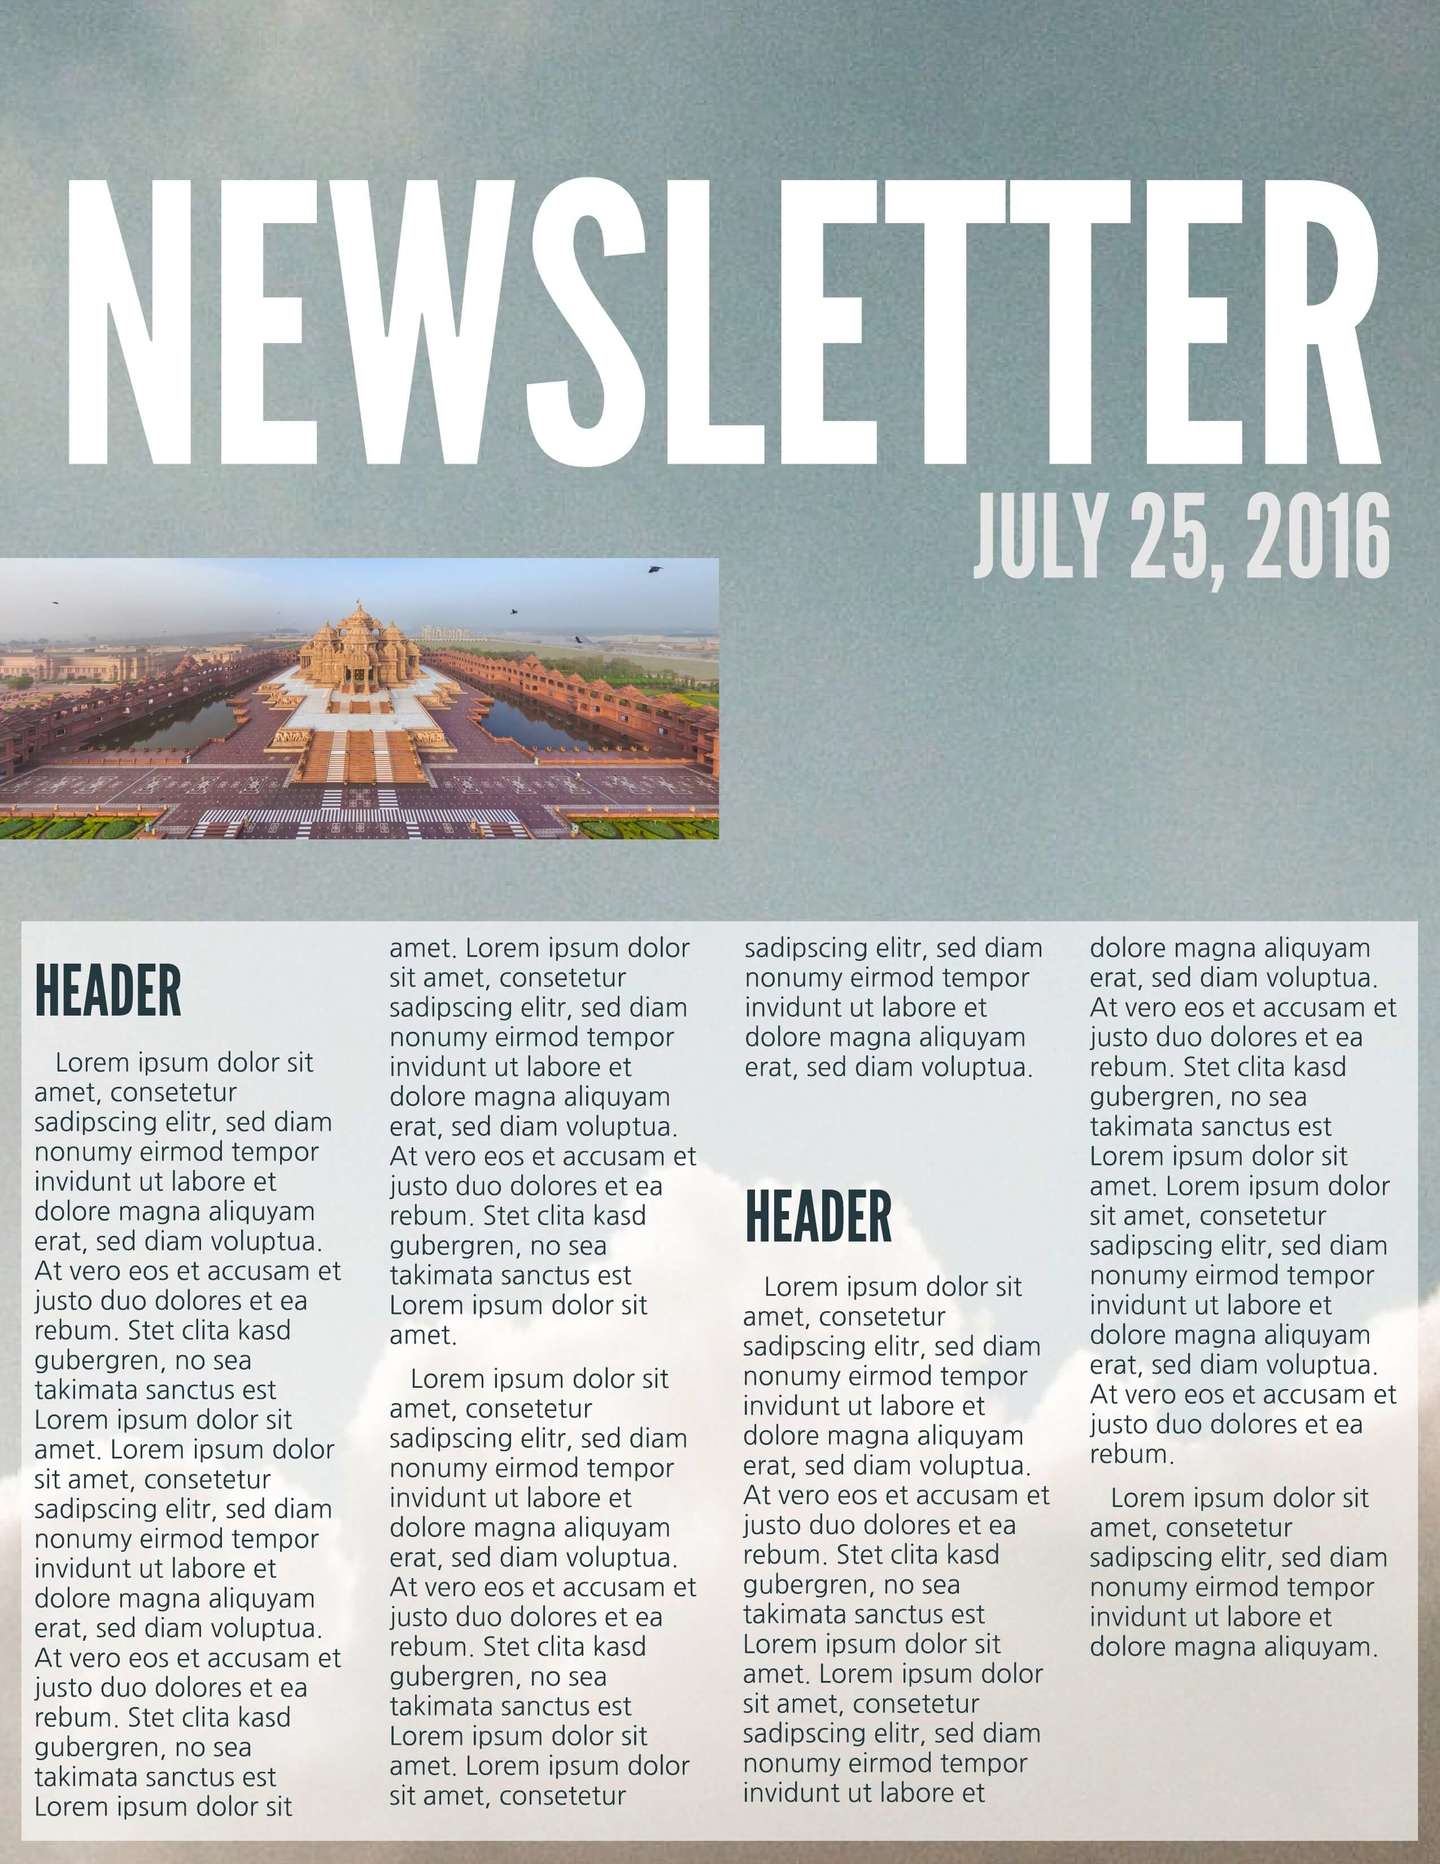 NEWSLETTER
JULY 25, 2016
HEADER
Lorem ipsum dolor sit
amet, consetetur
sadipscing elitr, sed diam
nonumy eirmod tempor
invidunt ut labore et
dolore magna aliquyam
erat, sed diam voluptua.
At vero eos et accusam et
justo duo dolores et ea
rebum. Stet clita kasd
gubergren, no sea
takimata sanctus est
Lorem ipsum dolor sit
amet. Lorem ipsum dolor
sit amet, consetetur
sadipscing elitr, sed diam
nonumy eirmod tempor
invidunt ut labore et
dolore magna aliquyam
erat, sed diam voluptua.
At vero eos et accusam et
justo duo dolores et ea
rebum. Stet clita kasd
gubergren, no sea
takimata sanctus est
Lorem ipsum dolor sit
amet. Lorem ipsum dolor
sit amet, consetetur
sadipscing elitr, sed diam
nonumy eirmod tempor
invidunt ut labore et
dolore magna aliquyam
erat, sed diam voluptua.
At vero eos et accusam et
justo duo dolores et ea
rebum. Stet clita kasd
gubergren, no sea
takimata sanctus est
Lorem ipsum dolor sit
amet.
Lorem ipsum dolor sit
amet, consetetur
sadipscing elitr, sed diam
nonumy eirmod tempor
invidunt ut labore et
dolore magna aliquyam
erat, sed diam voluptua.
At vero eos et accusam et
justo duo dolores et ea
rebum. Stet clita kasd
gubergren, no sea
takimata sanctus est
Lorem ipsum dolor sit
amet. Lorem ipsum dolor
sit amet, consetetur
sadipscing elitr, sed diam
nonumy eirmod tempor
invidunt ut labore et
dolore magna aliquyam
erat, sed diam voluptua.
HEADER
Lorem ipsum dolor sit
amet, consetetur
sadipscing elitr, sed diam
nonumy eirmod tempor
invidunt ut labore et
dolore magna aliquyam
erat, sed diam voluptua.
At vero eos et accusam et
justo duo dolores et ea
rebum. Stet clita kasd
gubergren, no sea
takimata sanctus est
Lorem ipsum dolor sit
amet. Lorem ipsum dolor
sit amet, consetetur
sadipscing elitr, sed diam
nonumy eirmod tempor
invidunt ut labore et
dolore magna aliquyam
erat, sed diam voluptua.
At vero eos et accusam et
justo duo dolores et ea
rebum. Stet clita kasd
gubergren, no sea
takimata sanctus est
Lorem ipsum dolor sit
amet. Lorem ipsum dolor
sit amet, consetetur
sadipscing elitr, sed diam
nonumy eirmod tempor
invidunt ut labore et
dolore magna aliquyam
erat, sed diam voluptua.
At vero eos et accusam et
justo duo dolores et ea
rebum.
Lorem ipsum dolor sit
amet, consetetur
sadipscing elitr, sed diam
nonumy eirmod tempor
invidunt ut labore et
dolore magna aliquyam.